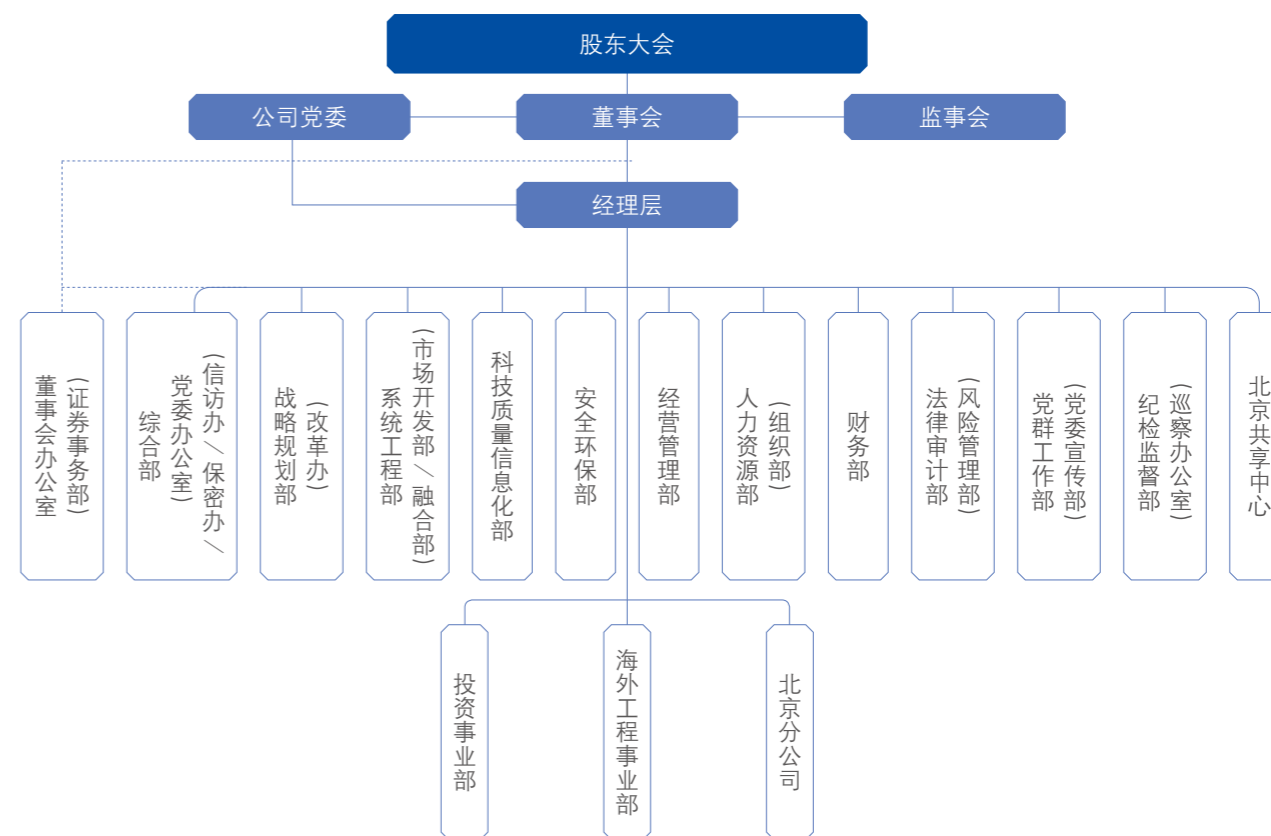 股东大会
公司党委
董事会
监事会
经理层
董事会办公室
(证券事务部)
综合部
党委办公室)
(信访办/保密办/
战略规划部
(改革办)
系统工程部
(市场开发部/融合部)
科技质量信息化部
安全环保部
经营管理部
人力资源部
(组织部)
财务部
法律审计部
(风险管理部)
党群工作部
(党委宣传部)
纪检监督部
(巡察办公室)
北京共享中心
投资事业部
海外工程事业部
北京分公司